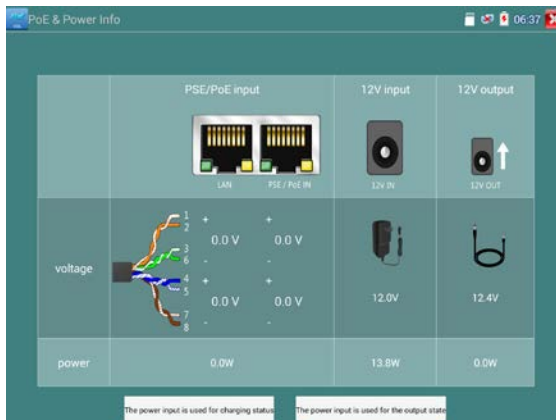 PoE & Power Info
06:37
PSE/PoE input
12V input
12V output
LAN
PSE / PoE IN
12V IN
12V OUT
voltage
1 + +
2
0.0 V 0.0 V
3
6 - -
4 + +
5
0.0 V 0.0 V
7
8 - -
12.0V
12.4V
power
0.0W
13.8W
0.0W
The power input is used for charging status
The power input is used for the output state